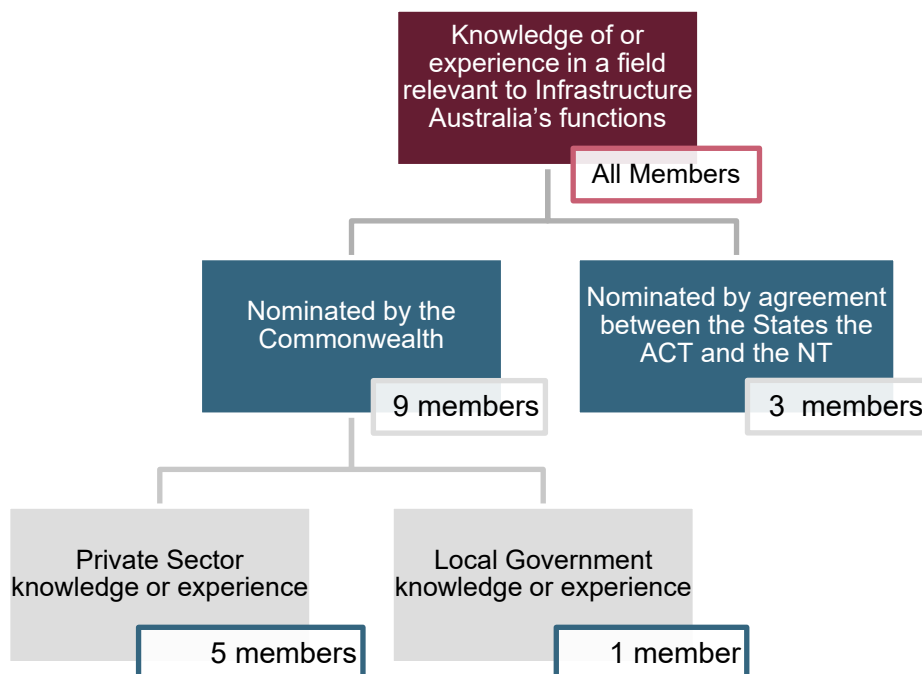 Knowledge of or
experience in a field
relevant to Infrastructure
Australia's functions
All Members
Nominated by the
Commonwealth
9 members
Nominated by agreement
between the States the
ACT and the NT
3 members
Private Sector
knowledge or experience
5 members
Local Government
knowledge or experience
1 member